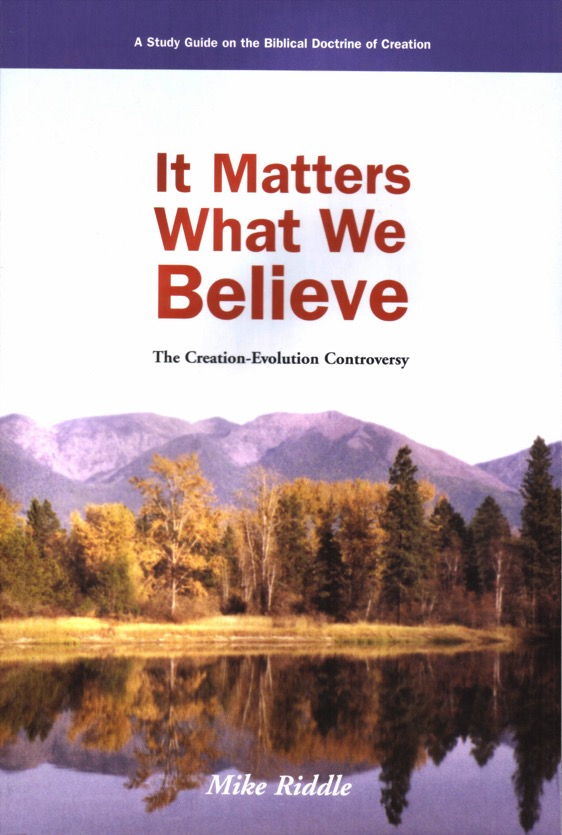 A Study Guide on the Biblical Doctrine of Creation
It Matters
What We
Believe
The Creation-Evolution Controversy
Mike Riddle